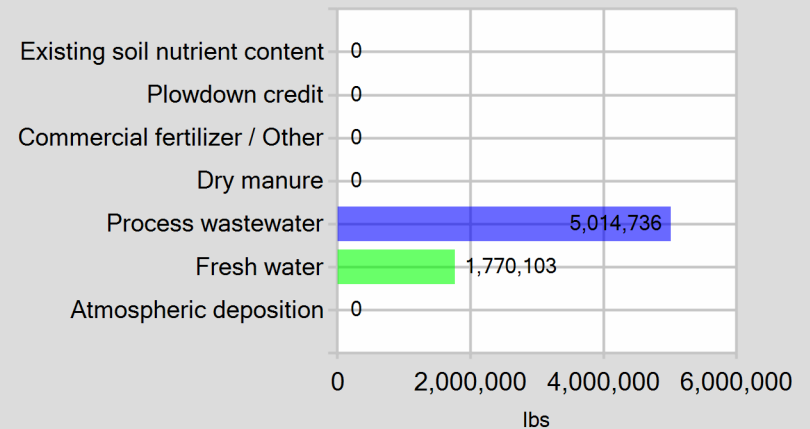 Existing soil nutrient content 0
Plowdown credit 0
Commercial fertilizer / Other 0
Dry manure 0
Process wastewater 5,014,736
Fresh water 1,770,103
Atmospheric deposition 0
0 2,000,000 4,000,000 6,000,000
lbs